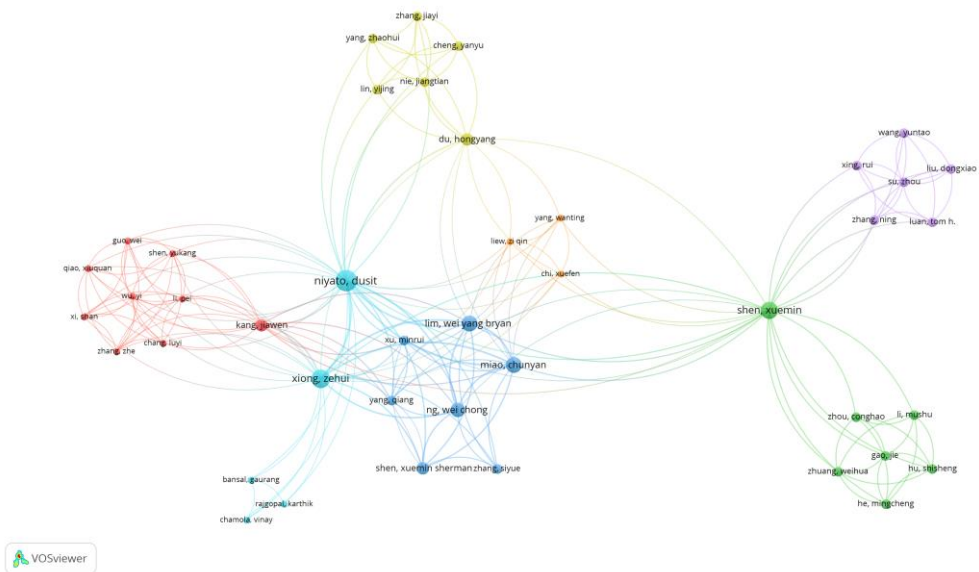 zhang, jiayi
yang, zhaohui
cheng, yanyu
nie, jiangtian
lin, yijing
du, hongyang
wang, yuntao
xing, rui
liu, dongxiao
su, zhou
zhang, ning
luan, tom h.
yang, wanting
liew, zi qin
chi, xuefen
guo, wei
shen, yukang
qiao, xiuquan
wu, yi
li, pei
xi, shan
chang, luyi
zhang, zhe
kang, jiawen
niyato, dusit
shen, xuemin
lim, wei yang bryan
xu, minrui
miao, chunyan
xiong, zehui
yang, qiang
ng, wei chong
zhou, conghao
li, mushu
gao, jie
zhuang, weihua
hu, shisheng
he, mingcheng
shen, xuemin sherman
zhang, siyue
bansal, gaurang
rajgopal, karthik
chamola, vinay
VOSviewer